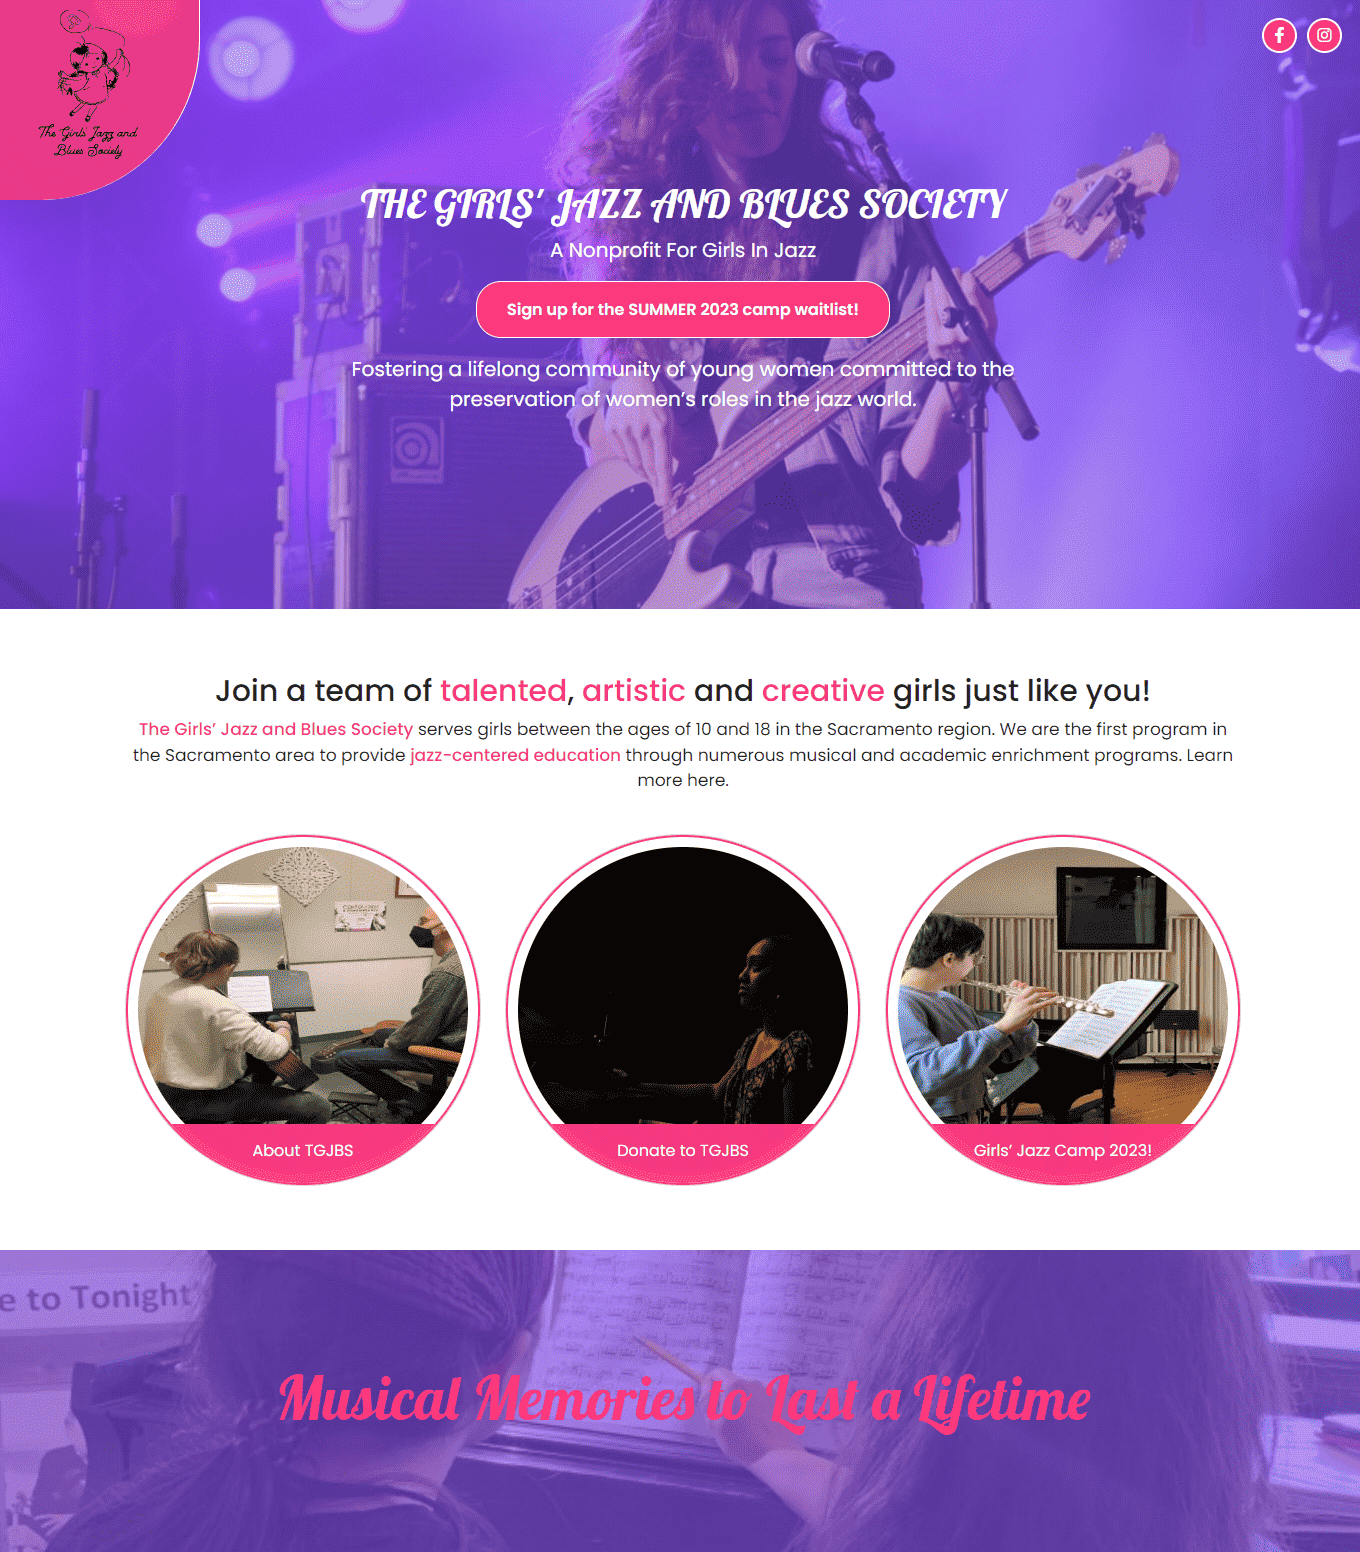 The Girls' Jazz and
Blues Society
THE GIRLS' JAZZ AND BLUES SOCIETY
A Nonprofit For Girls In Jazz
Sign up for the SUMMER 2023 camp waitlist!
Fostering a lifelong community of young women committed to the
preservation of women's roles in the jazz world.
Join a team of talented, artistic and creative girls just like you!
The Girls' Jazz and Blues Society serves girls between the ages of 10 and 18 in the Sacramento region. We are the first program in
the Sacramento area to provide jazz-centered education through numerous musical and academic enrichment programs. Learn
more here.
About TGJBS
Donate to TGJBS
Girls' Jazz Camp 2023!
e to Tonight
Musical Memories to Last a Lifetime